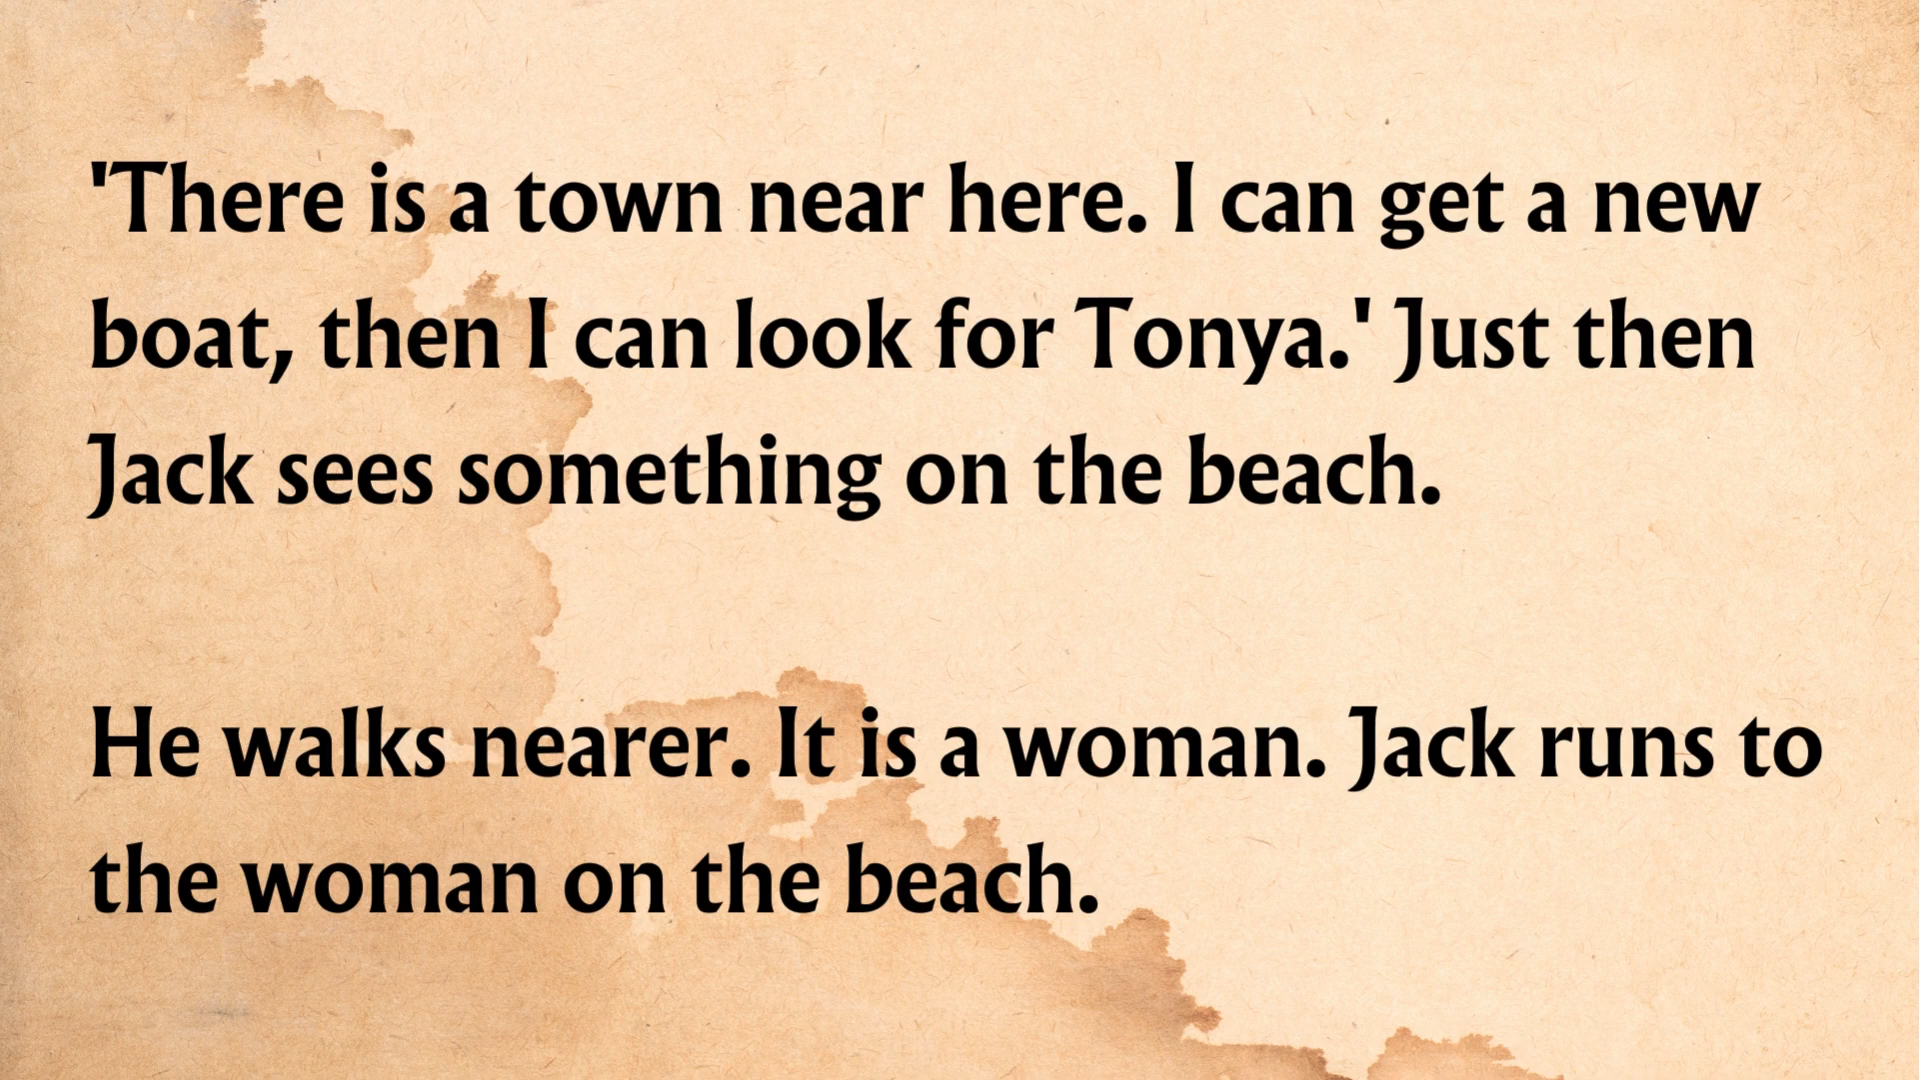 'There is a town near here. I can get a new
boat, then I can look for Tonya.' Just then
Jack sees something on the beach.
He walks nearer. It is a woman. Jack runs to
the woman on the beach.